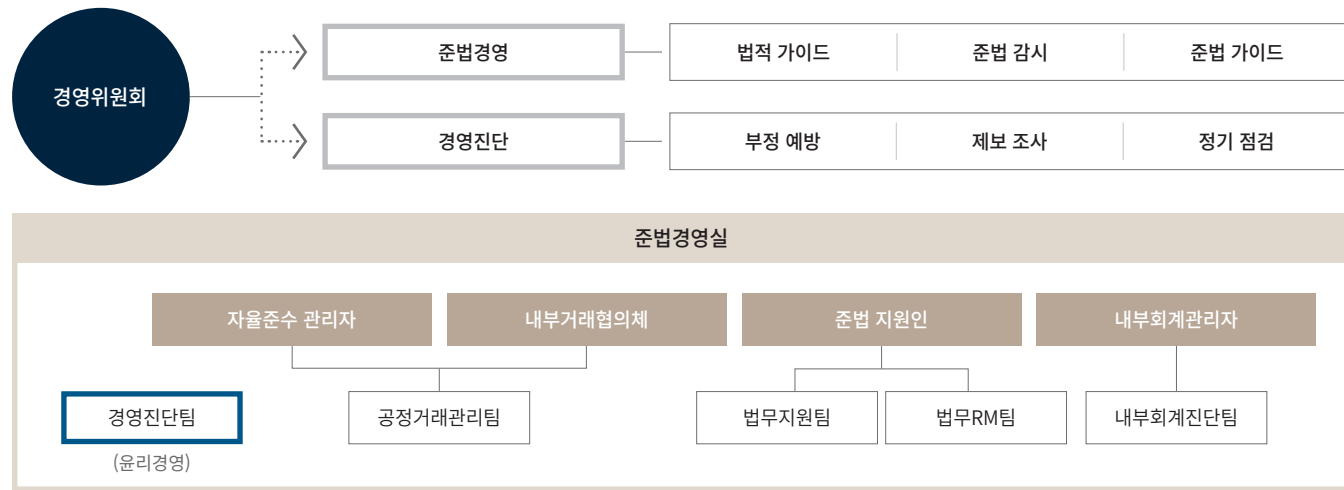 경영위원회
준법경영
법적 가이드
준법 감시
준법 가이드
경영진단
부정 예방
제보 조사
정기 점검
준법경영실
자율준수 관리자
내부거래협의체
준법 지원인
내부회계관리자
경영진단팀
공정거래관리팀
법무지원팀
법무RM팀
내부회계진단팀
(윤리경영)